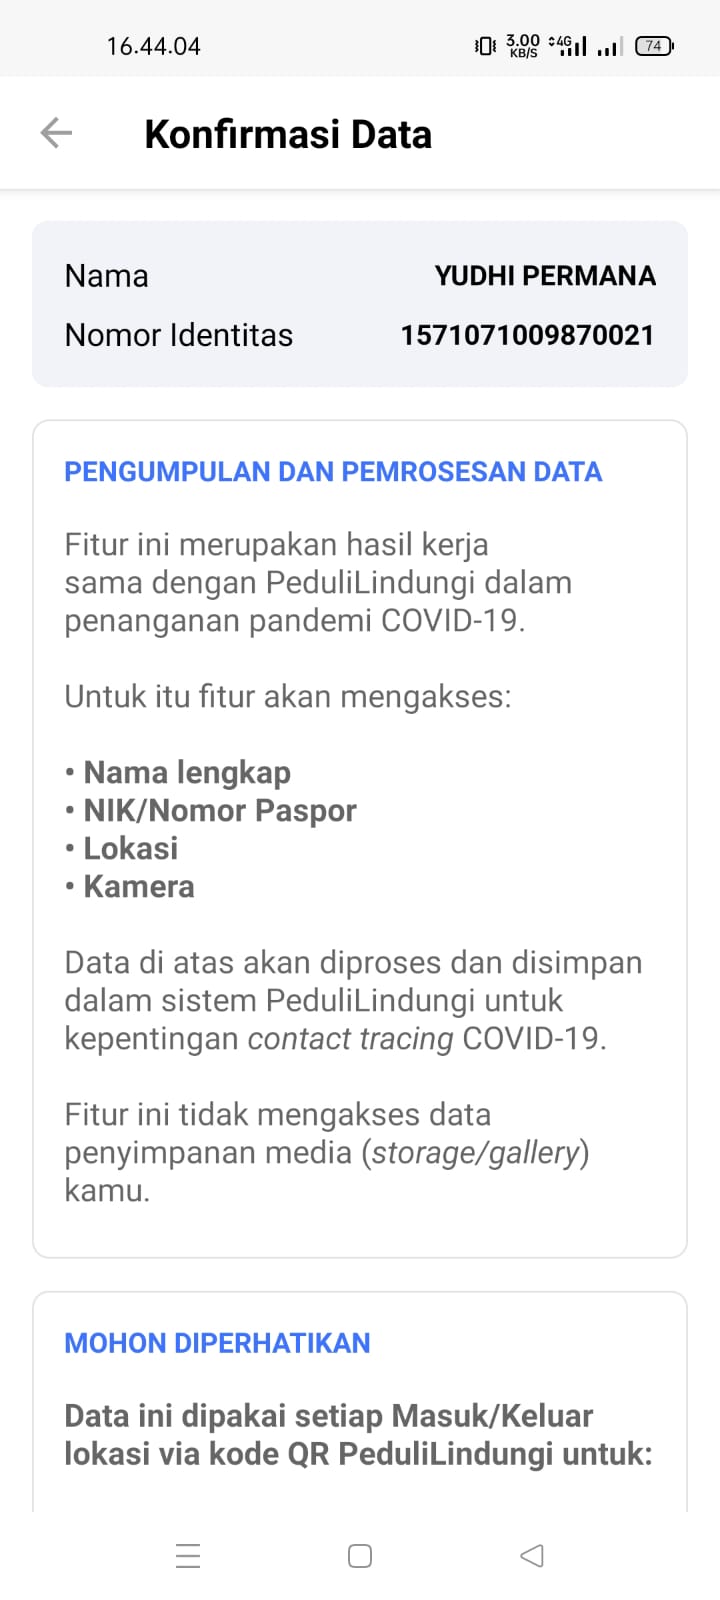 16.44.04
3.00 KB/S 4G 74
Konfirmasi Data
Nama YUDHI PERMANA
Nomor Identitas 1571071009870021
PENGUMPULAN DAN PEMROSESAN DATA
Fitur ini merupakan hasil kerja
sama dengan PeduliLindungi dalam
penanganan pandemi COVID-19.
Untuk itu fitur akan mengakses:
• Nama lengkap
• NIK/Nomor Paspor
• Lokasi
• Kamera
Data di atas akan diproses dan disimpan
dalam sistem PeduliLindungi untuk
kepentingan contact tracing COVID-19.
Fitur ini tidak mengakses data
penyimpanan media (storage/gallery)
kamu.
MOHON DIPERHATIKAN
Data ini dipakai setiap Masuk/Keluar
lokasi via kode QR PeduliLindungi untuk: